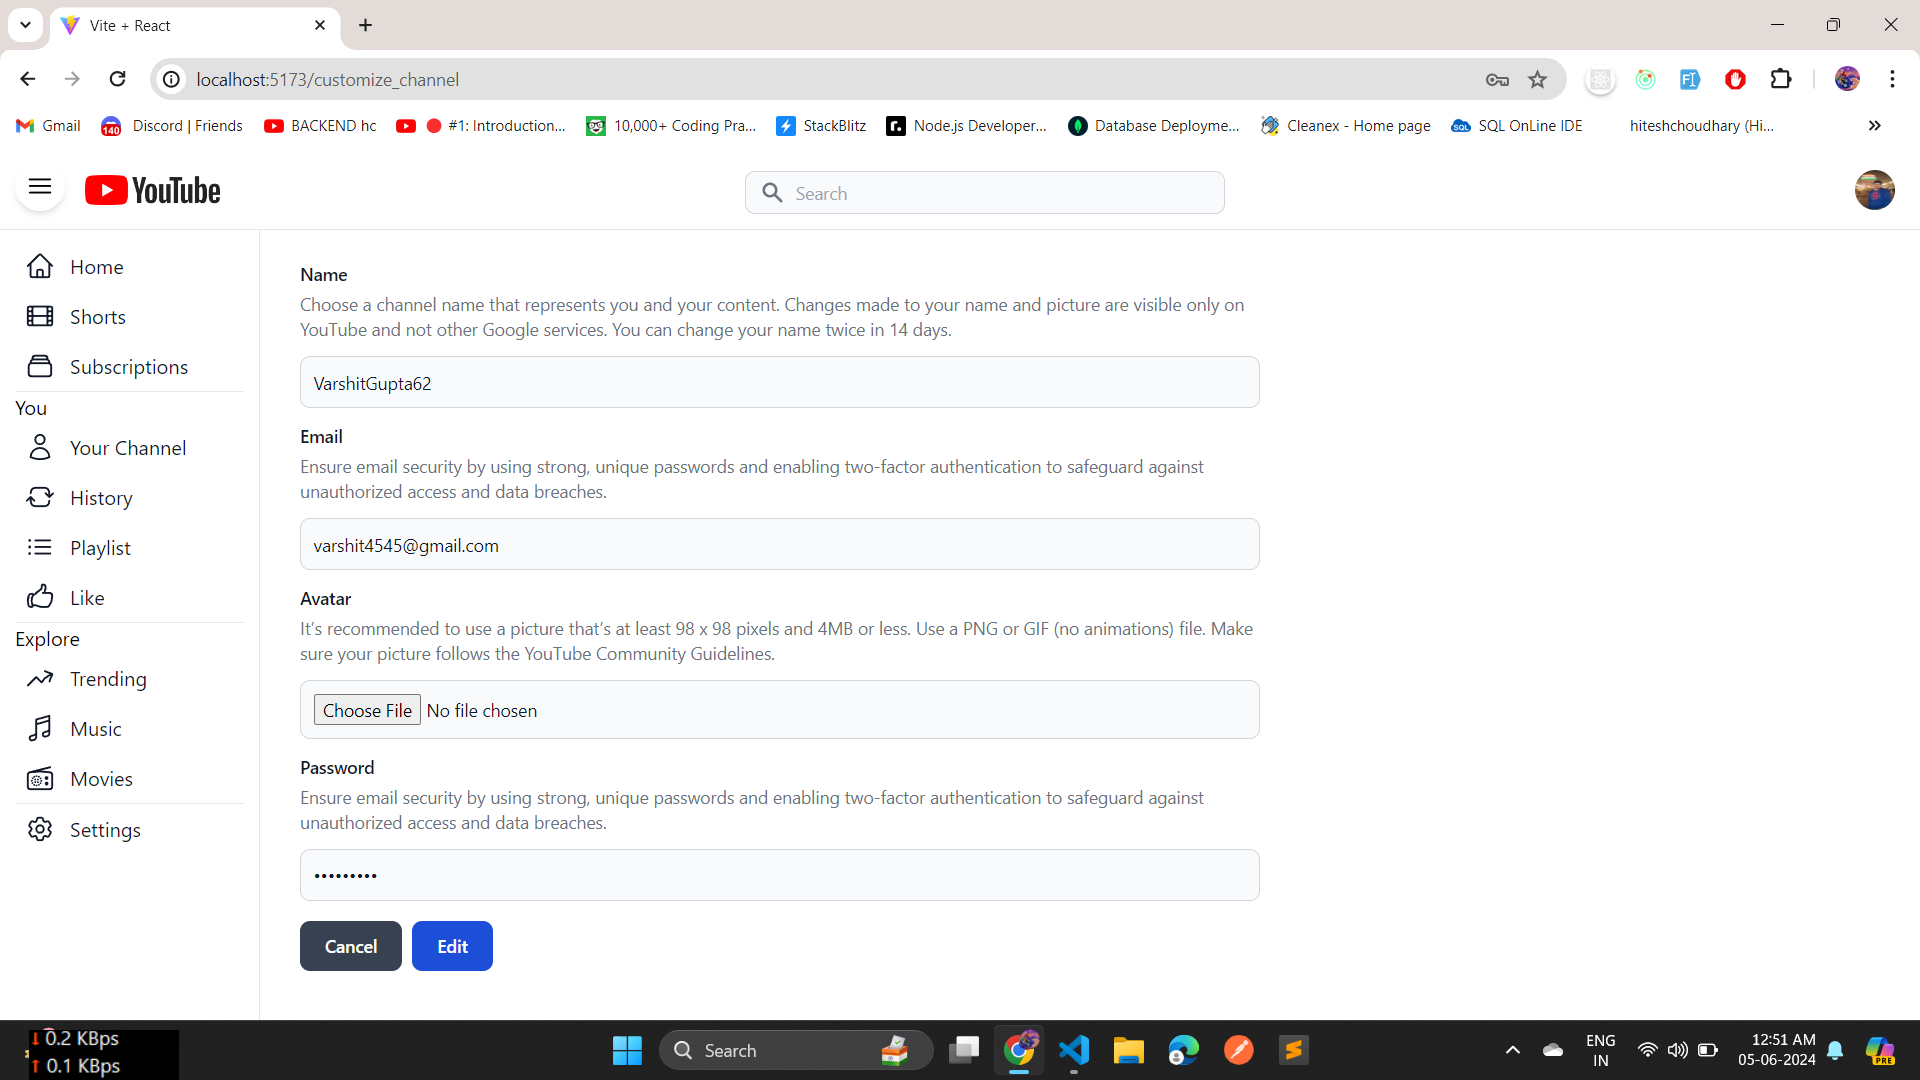 Vite + React
localhost:5173/customize_channel
Gmail
140
Discord | Friends
BACKEND hc
#1: Introduction...
10,000+ Coding Pra...
StackBlitz
Node.js Developer...
Database Deployme...
Cleanex - Home page
SQL
SQL OnLine IDE
hiteshchoudhary (Hi...
YouTube
Search
Home
Shorts
Subscriptions
You
Your Channel
History
Playlist
Like
Explore
Trending
Music
Movies
Settings
Name
Choose a channel name that represents you and your content. Changes made to your name and picture are visible only on
YouTube and not other Google services. You can change your name twice in 14 days.
VarshitGupta62
Email
Ensure email security by using strong, unique passwords and enabling two-factor authentication to safeguard against
unauthorized access and data breaches.
varshit4545@gmail.com
Avatar
It's recommended to use a picture that's at least 98 x 98 pixels and 4MB or less. Use a PNG or GIF (no animations) file. Make
sure your picture follows the YouTube Community Guidelines.
Choose File No file chosen
Password
Ensure email security by using strong, unique passwords and enabling two-factor authentication to safeguard against
unauthorized access and data breaches.
•••••••••
Cancel
Edit
0.2 KBps
0.1 KBps
Search
ENG
IN
12:51 AM
05-06-2024
PRE